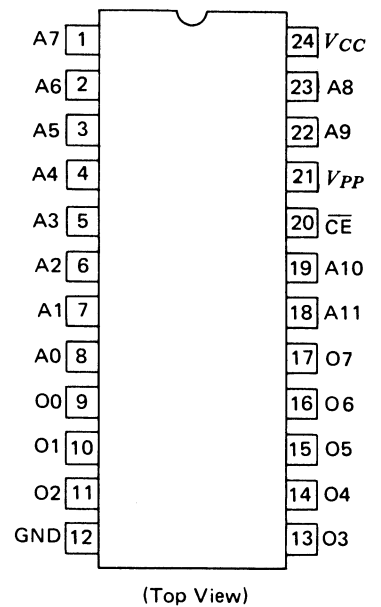 A7 1 24 VCC
A6 2 23 A8
A5 3 22 A9
A4 4 21 VPP
A3 5 20 C̅E̅
A2 6 19 A10
A1 7 18 A11
A0 8 17 O7
O0 9 16 O6
O1 10 15 O5
O2 11 14 O4
GND 12 13 O3
(Top View)